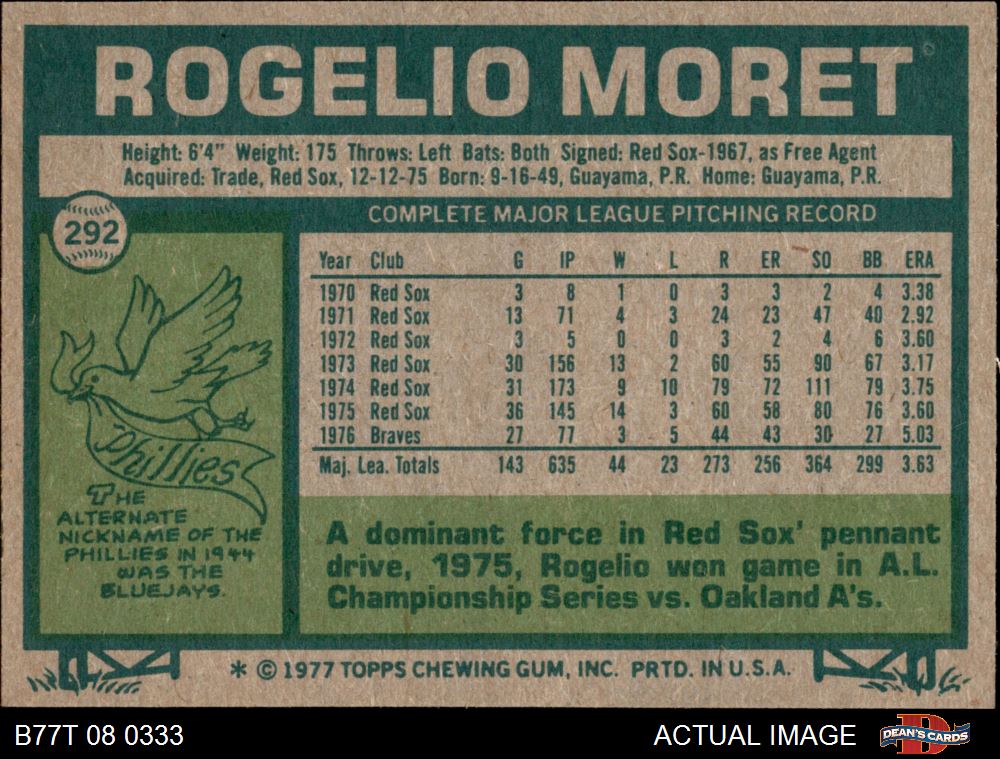 ROGELIO MORET
Height: 6'4" Weight: 175 Throws: Left Bats: Both Signed: Red Sox-1967, as Free Agent
Acquired: Trade, Red Sox, 12-12-75 Born: 9-16-49, Guayama, P.R. Home: Guayama, P.R.
292
COMPLETE MAJOR LEAGUE PITCHING RECORD
Year Club G IP W L R ER SO BB ERA
1970 Red Sox 3 8 1 0 3 3 2 4 3.38
1971 Red Sox 13 71 4 3 24 23 47 40 2.92
1972 Red Sox 3 5 0 0 3 2 4 6 3.60
1973 Red Sox 30 156 13 2 60 55 90 67 3.17
1974 Red Sox 31 173 9 10 79 72 111 79 3.75
1975 Red Sox 36 145 14 3 60 58 80 76 3.60
1976 Braves 27 77 3 5 44 43 30 27 5.03
Maj. Lea. Totals 143 635 44 23 273 256 364 299 3.63
Phillies
THE
ALTERNATE
NICKNAME OF THE
PHILLIES IN 1944
WAS THE
BLUEJAYS.
A dominant force in Red Sox' pennant
drive, 1975, Rogelio won game in A.L.
Championship Series vs. Oakland A's.
* © 1977 TOPPS CHEWING GUM, INC. PRTD. IN U.S.A.
B77T 08 0333
ACTUAL IMAGE
DEAN'S CARDS